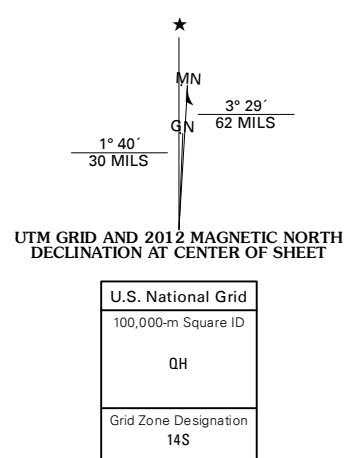 ★
MN
3° 29´
62 MILS
GN
1° 40´
30 MILS
UTM GRID AND 2012 MAGNETIC NORTH
DECLINATION AT CENTER OF SHEET
U.S. National Grid
100,000-m Square ID
QH
Grid Zone Designation
14S